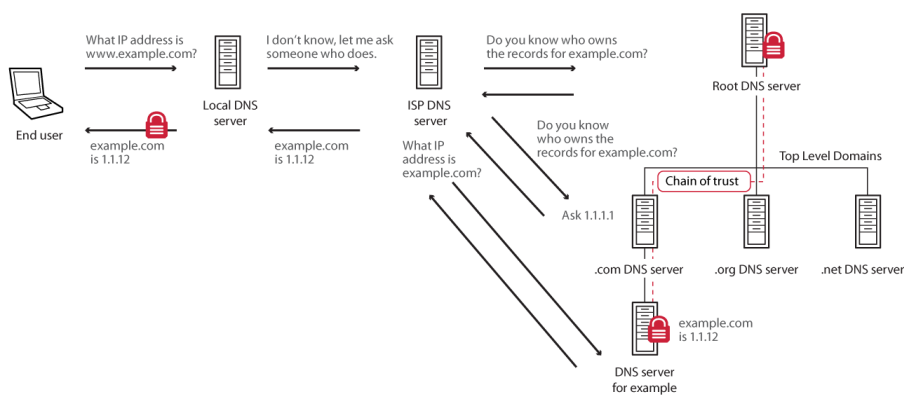 What IP address is
www.example.com?
I don't know, let me ask
someone who does.
Do you know who owns
the records for example.com?
Root DNS server
End user
Local DNS
server
ISP DNS
server
example.com
is 1.1.12
example.com
is 1.1.12
What IP
address is
example.com?
Do you know
who owns the
records for example.com?
Top Level Domains
Chain of trust
Ask 1.1.1.1
.com DNS server
.org DNS server
.net DNS server
example.com
is 1.1.12
DNS server
for example